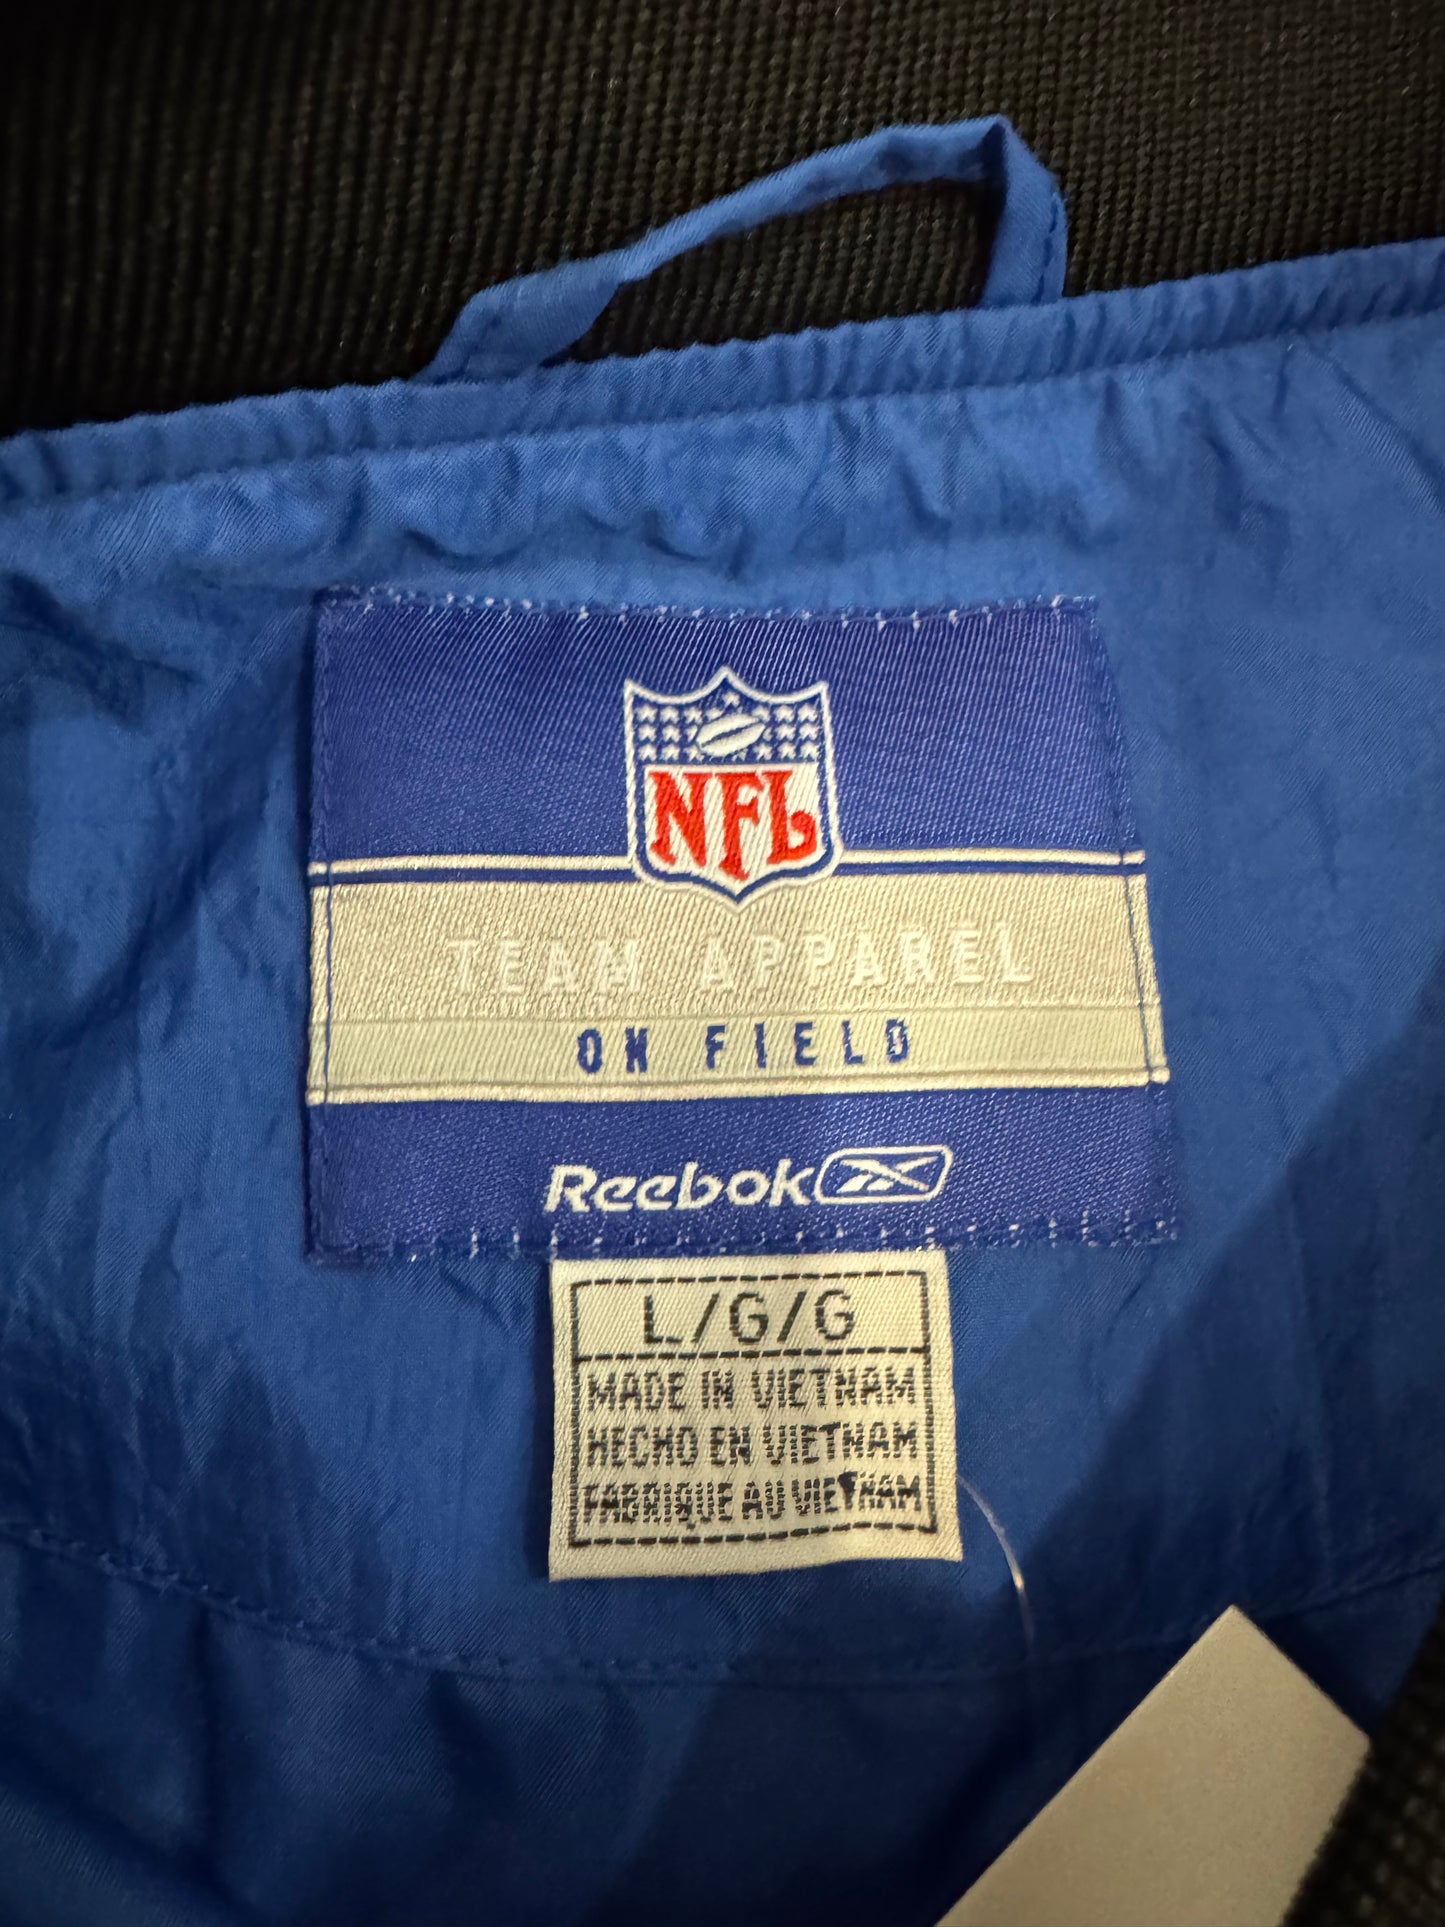 NFL
TEAM APPAREL
ON FIELD
Reebok
L/G/G
MADE IN VIETNAM
HECHO EN VIETNAM
FABRIQUE AU VIETNAM